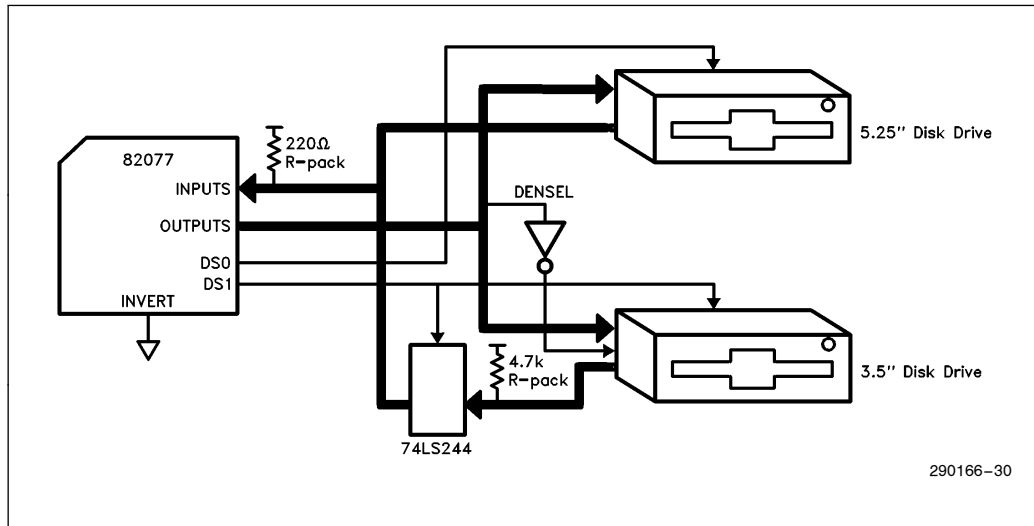 82077
INPUTS
OUTPUTS
DS0
DS1
INVERT
220Ω
R-pack
5.25" Disk Drive
DENSEL
4.7k
R-pack
3.5" Disk Drive
74LS244
290166-30